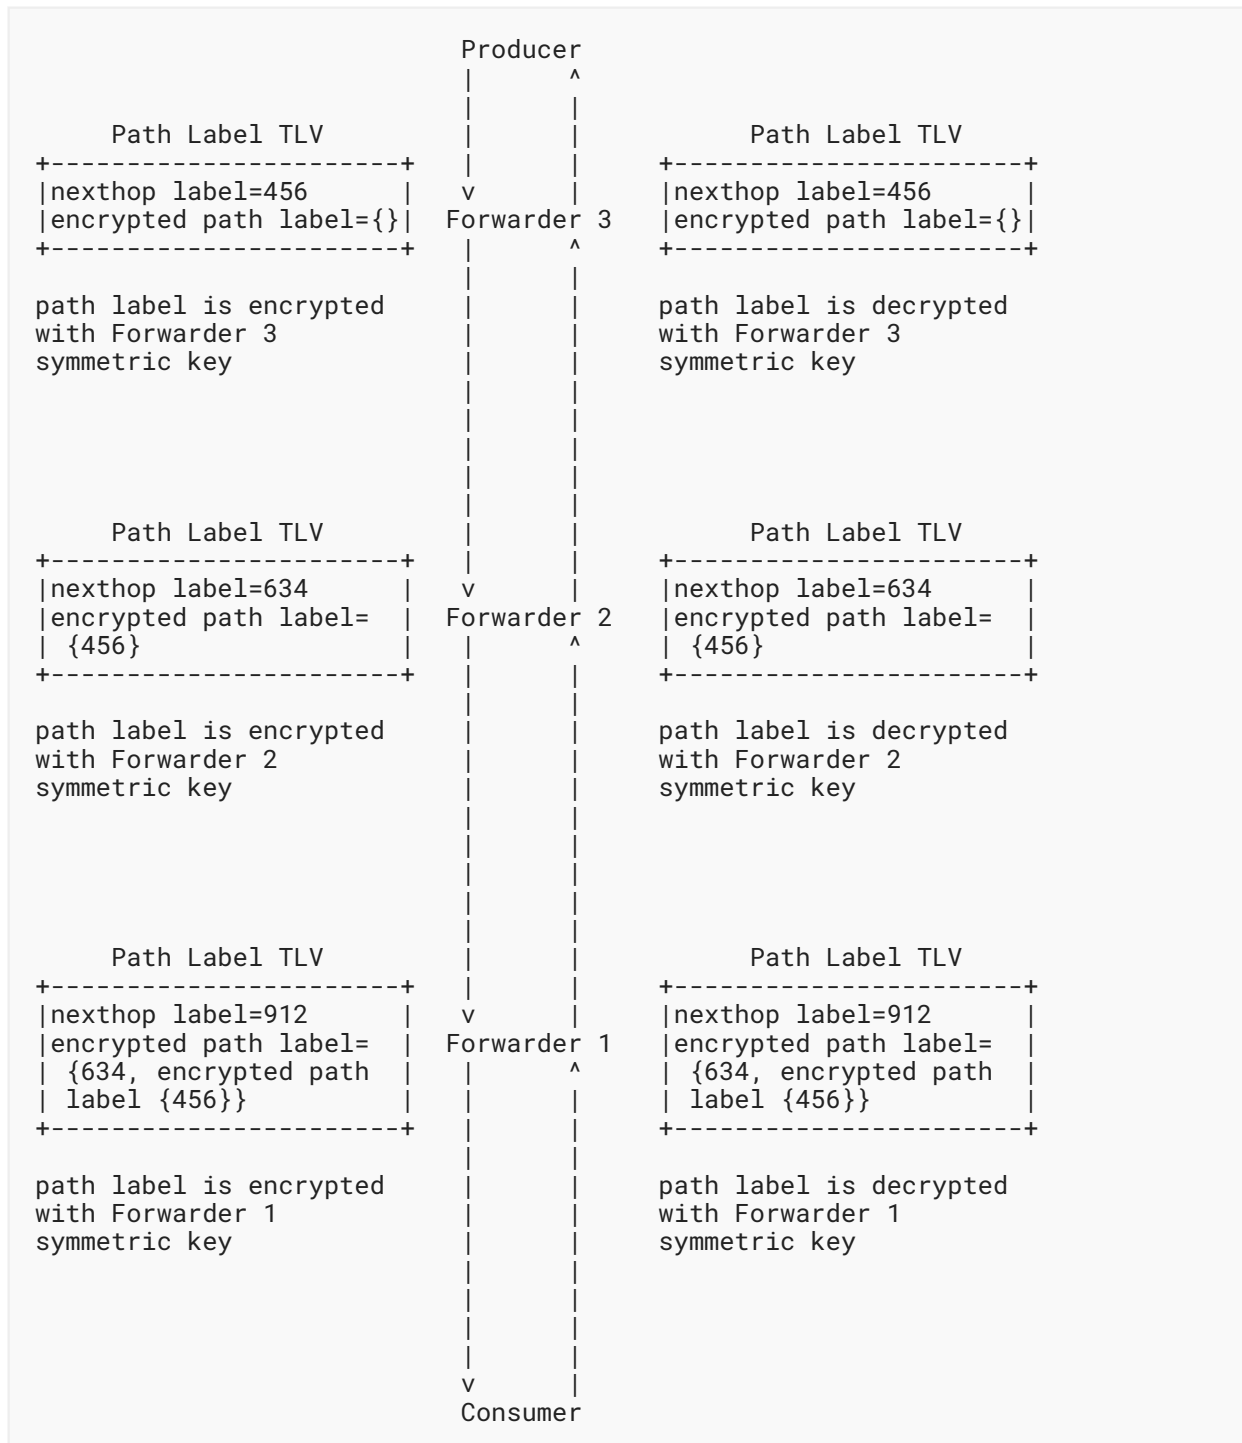 Producer
|      ^
|      |
Path Label TLV         |      |           Path Label TLV
+-----------------------+   |      |     +-----------------------+
|nexthop label=456      |   v      |     |nexthop label=456      |
|encrypted path label={}|  Forwarder 3   |encrypted path label={}|
+-----------------------+   |      ^     +-----------------------+
|      |
path label is encrypted     |      |     path label is decrypted
with Forwarder 3            |      |     with Forwarder 3
symmetric key               |      |     symmetric key
|      |
|      |
|      |
|      |
|      |
Path Label TLV         |      |           Path Label TLV
+-----------------------+   |      |     +-----------------------+
|nexthop label=634      |   v      |     |nexthop label=634      |
|encrypted path label=  |  Forwarder 2   |encrypted path label=  |
| {456}                 |   |      ^     | {456}                 |
+-----------------------+   |      |     +-----------------------+
|      |
path label is encrypted     |      |     path label is decrypted
with Forwarder 2            |      |     with Forwarder 2
symmetric key               |      |     symmetric key
|      |
|      |
|      |
|      |
|      |
Path Label TLV         |      |           Path Label TLV
+-----------------------+   |      |     +-----------------------+
|nexthop label=912      |   v      |     |nexthop label=912      |
|encrypted path label=  |  Forwarder 1   |encrypted path label=  |
| {634, encrypted path  |   |      ^     | {634, encrypted path  |
| label {456}}          |   |      |     | label {456}}          |
+-----------------------+   |      |     +-----------------------+
|      |
path label is encrypted     |      |     path label is decrypted
with Forwarder 1            |      |     with Forwarder 1
symmetric key               |      |     symmetric key
|      |
|      |
|      |
|      |
v      |
Consumer